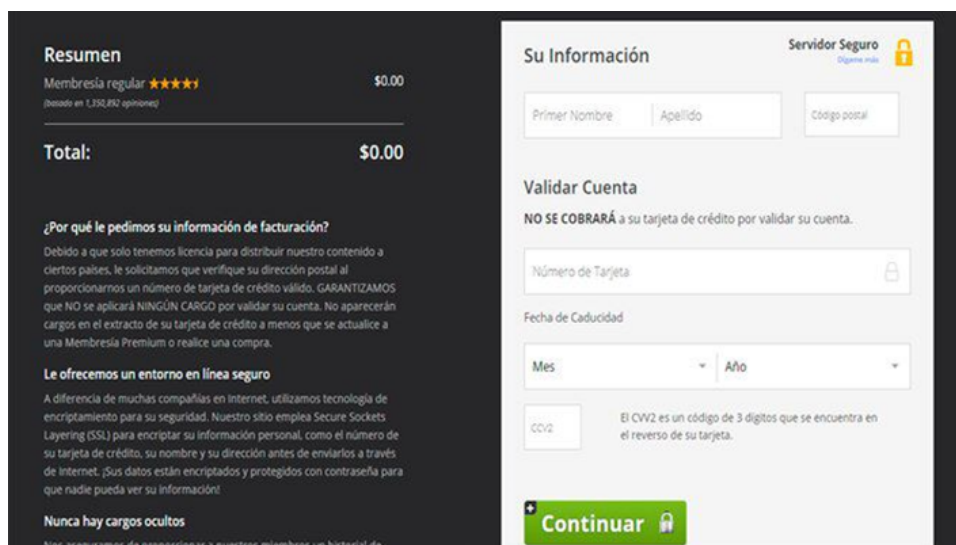 Resumen
Membresía regular
$0.00
(basado en 1,350,892 opiniones)
Total:
$0.00
¿Por qué le pedimos su información de facturación?
Debido a que solo tenemos licencia para distribuir nuestro contenido a
ciertos países, le solicitamos que verifique su dirección postal al
proporcionarnos un número de tarjeta de crédito válido. GARANTIZAMOS
que NO se aplicará NINGÚN CARGO por validar su cuenta. No aparecerán
cargos en el extracto de su tarjeta de crédito a menos que se actualice a
una Membresía Premium o realice una compra.
Le ofrecemos un entorno en línea seguro
A diferencia de muchas compañías en Internet, utilizamos tecnología de
encriptamiento para su seguridad. Nuestro sitio emplea Secure Sockets
Layering (SSL) para encriptar su información personal, como el número de
su tarjeta de crédito, su nombre y su dirección antes de enviarlos a través
de Internet. ¡Sus datos están encriptados y protegidos con contraseña para
que nadie pueda ver su información!
Nunca hay cargos ocultos
Nos aseguramos de proporcionar a nuestros miembros un historial de
Su Información
Servidor Seguro
Dígame más
Primer Nombre
Apellido
Código postal
Validar Cuenta
NO SE COBRARÁ a su tarjeta de crédito por validar su cuenta.
Número de Tarjeta
Fecha de Caducidad
Mes
Año
CCV2
El CVV2 es un código de 3 dígitos que se encuentra en
el reverso de su tarjeta.
Continuar